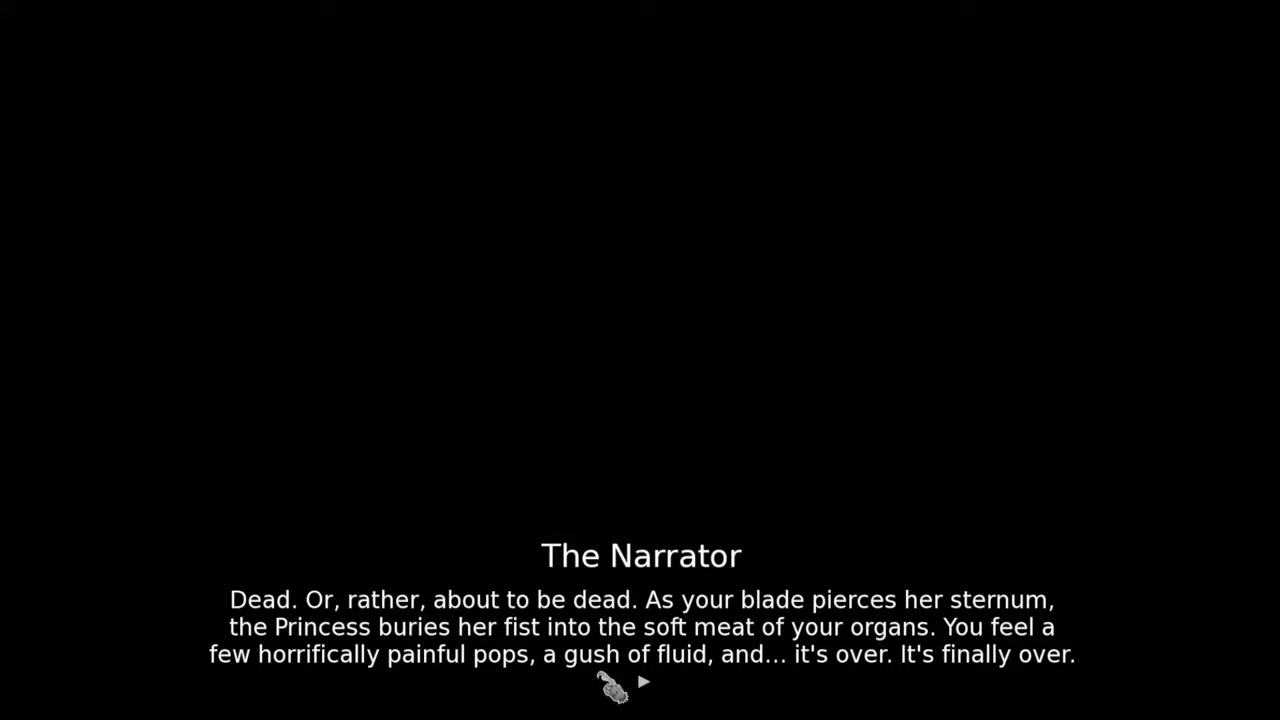 The Narrator
Dead. Or, rather, about to be dead. As your blade pierces her sternum,
the Princess buries her fist into the soft meat of your organs. You feel a
few horrifically painful pops, a gush of fluid, and... it's over. It's finally over.